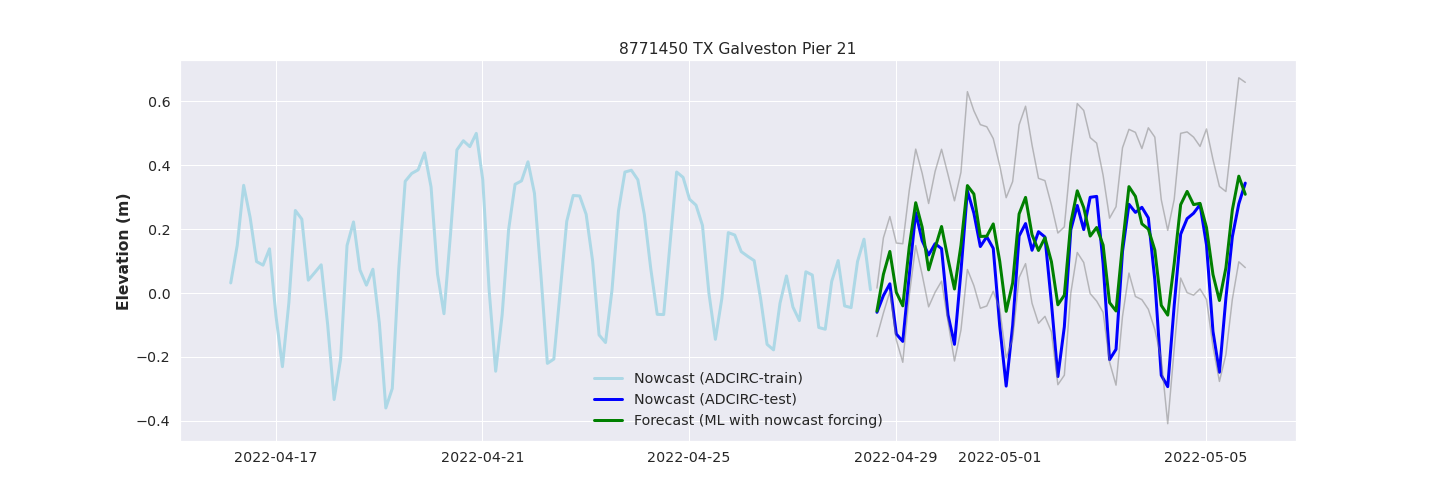 8771450 TX Galveston Pier 21
Elevation (m)
0.6
0.4
0.2
0.0
−0.2
−0.4
Nowcast (ADCIRC-train)
Nowcast (ADCIRC-test)
Forecast (ML with nowcast forcing)
2022-04-17 2022-04-21 2022-04-25 2022-04-29 2022-05-01 2022-05-05